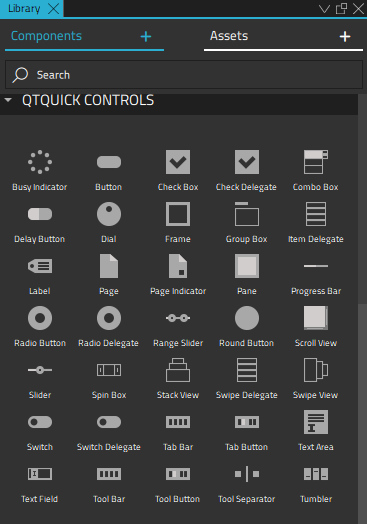 Library
Components + Assets +
Search
QTQUICK CONTROLS
Busy Indicator Button Check Box Check Delegate Combo Box
Delay Button Dial Frame Group Box Item Delegate
Label Page Page Indicator Pane Progress Bar
Radio Button Radio Delegate Range Slider Round Button Scroll View
Slider Spin Box Stack View Swipe Delegate Swipe View
Switch Switch Delegate Tab Bar Tab Button Text Area
Text Field Tool Bar Tool Button Tool Separator Tumbler